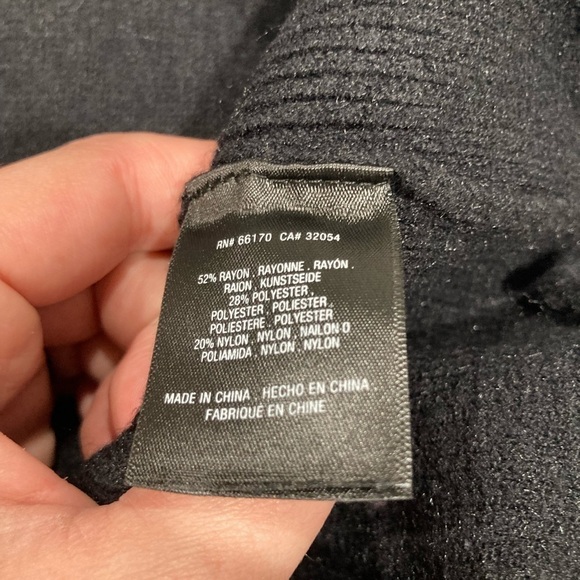 RN# 66170 CA# 32054
52% RAYON , RAYONNE , RAYÓN ,
RAION , KUNSTSEIDE
28% POLYESTER ,
POLYESTER , POLIESTER ,
POLIESTERE , POLYESTER
20% NYLON , NYLON , NAILON O
POLIAMIDA , NYLON , NYLON
MADE IN CHINA , HECHO EN CHINA
FABRIQUÉ EN CHINE